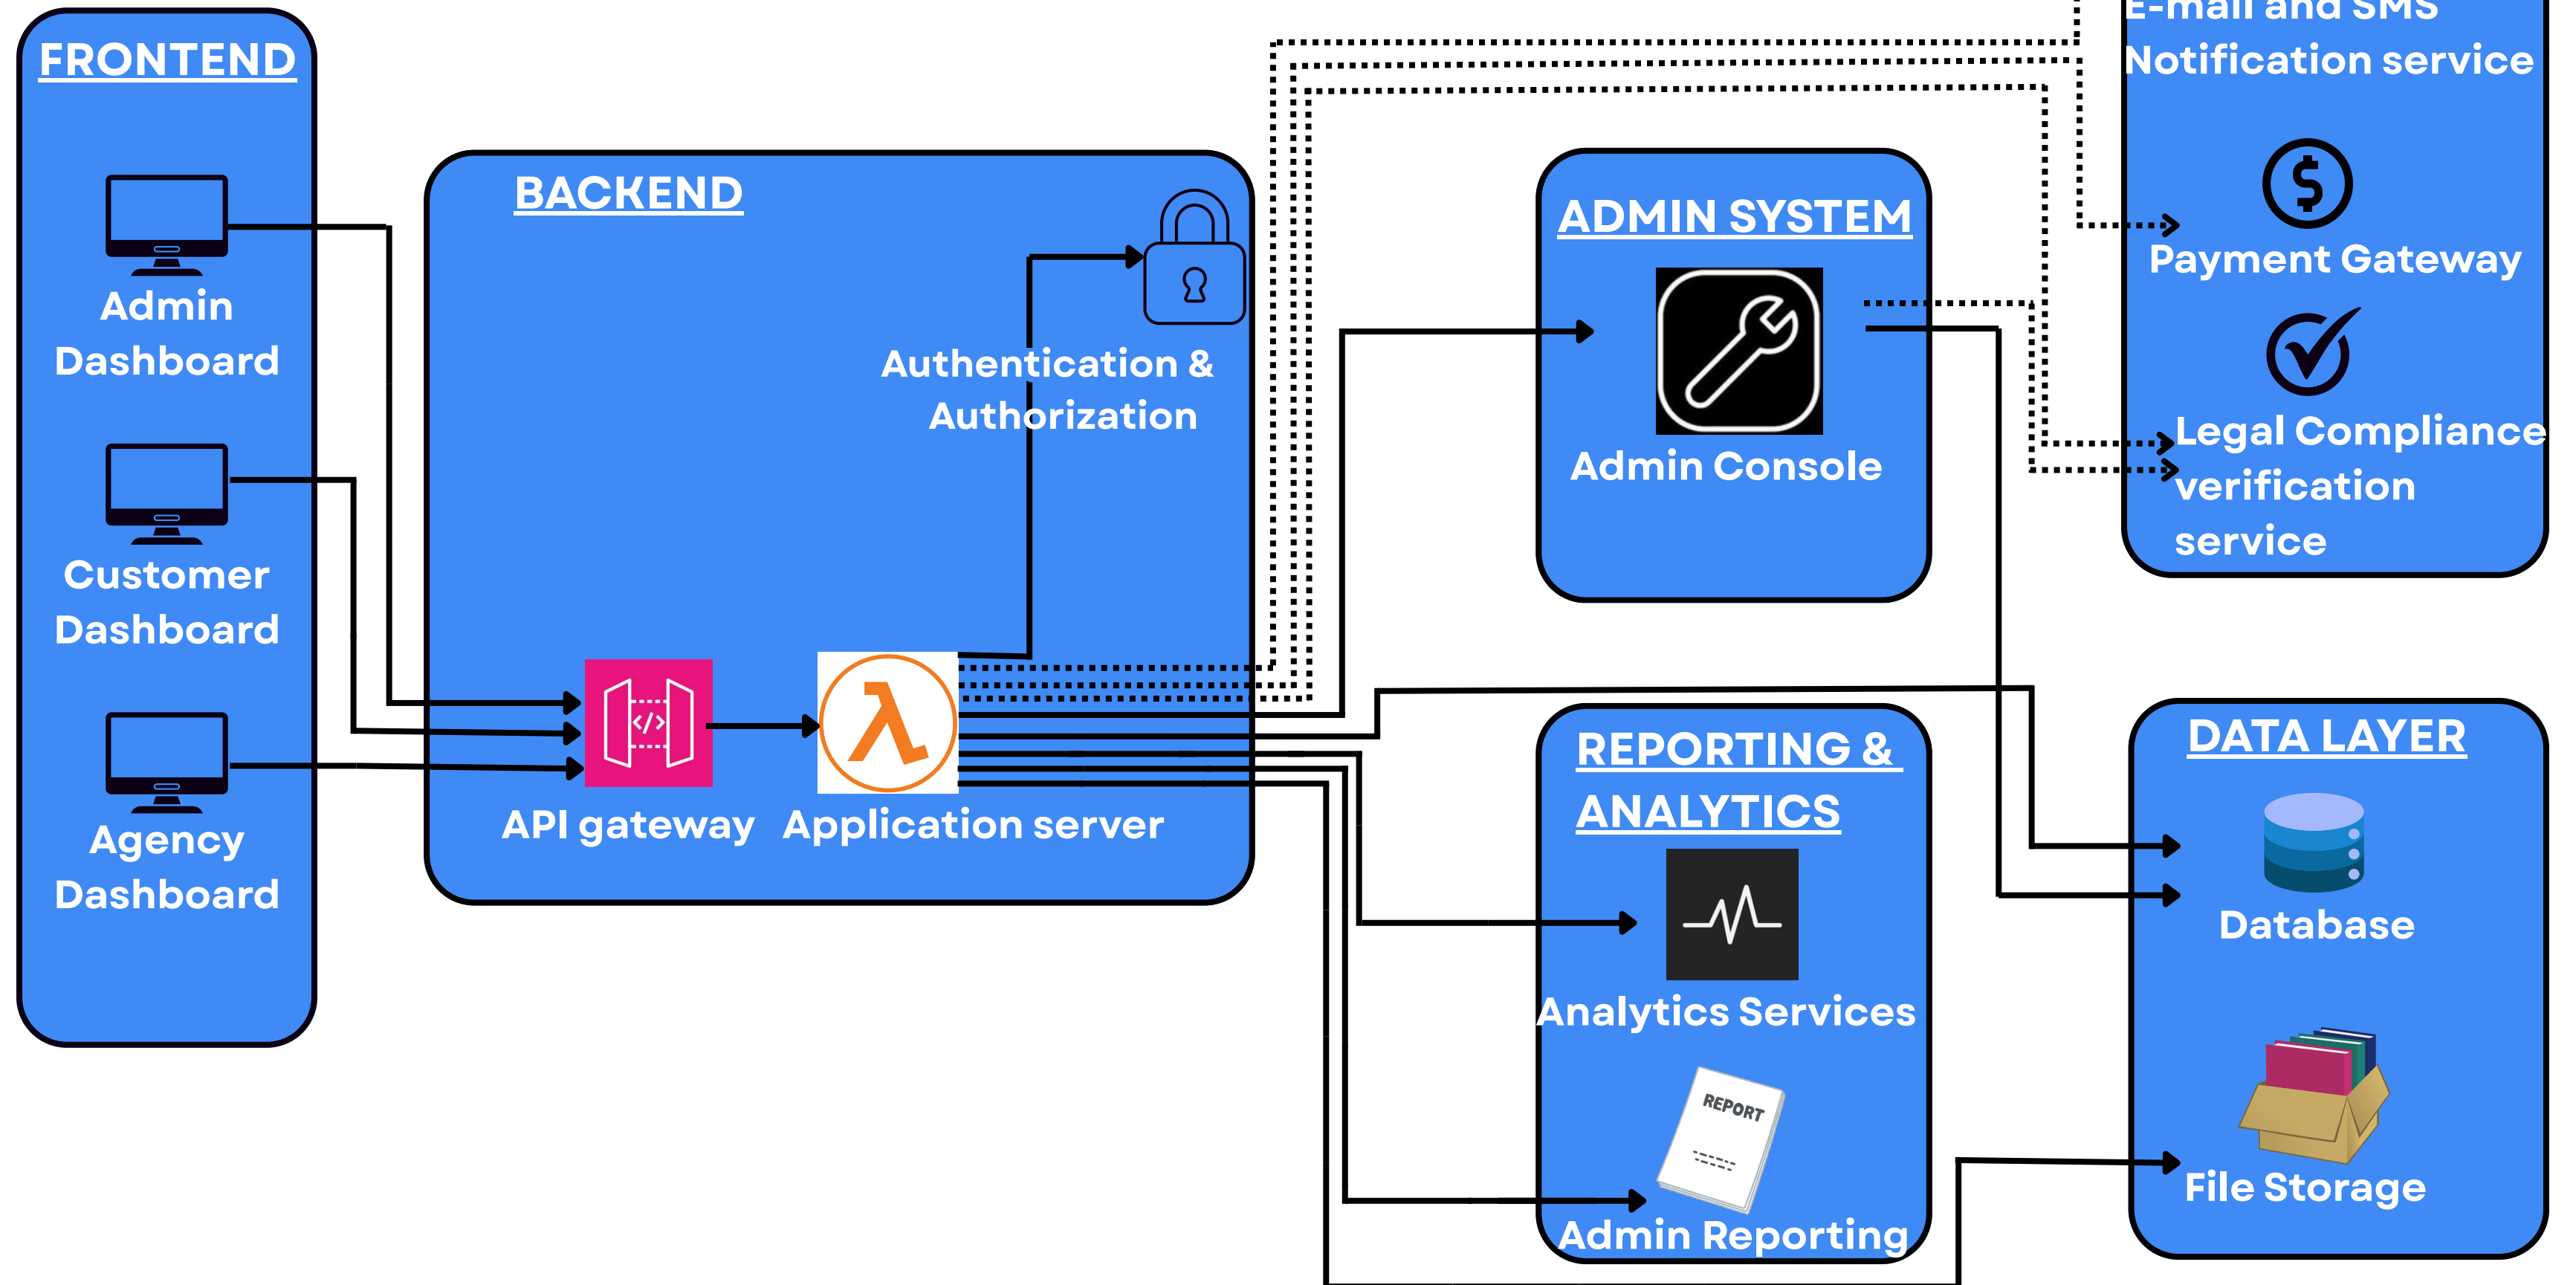 FRONTEND
Admin
Dashboard
Customer
Dashboard
Agency
Dashboard
BACKEND
Authentication &
Authorization
</>
API gateway
Application server
ADMIN SYSTEM
Admin Console
REPORTING &
ANALYTICS
Analytics Services
REPORT
Admin Reporting
E-mail and SMS
Notification service
$
Payment Gateway
Legal Compliance
verification
service
DATA LAYER
Database
File Storage